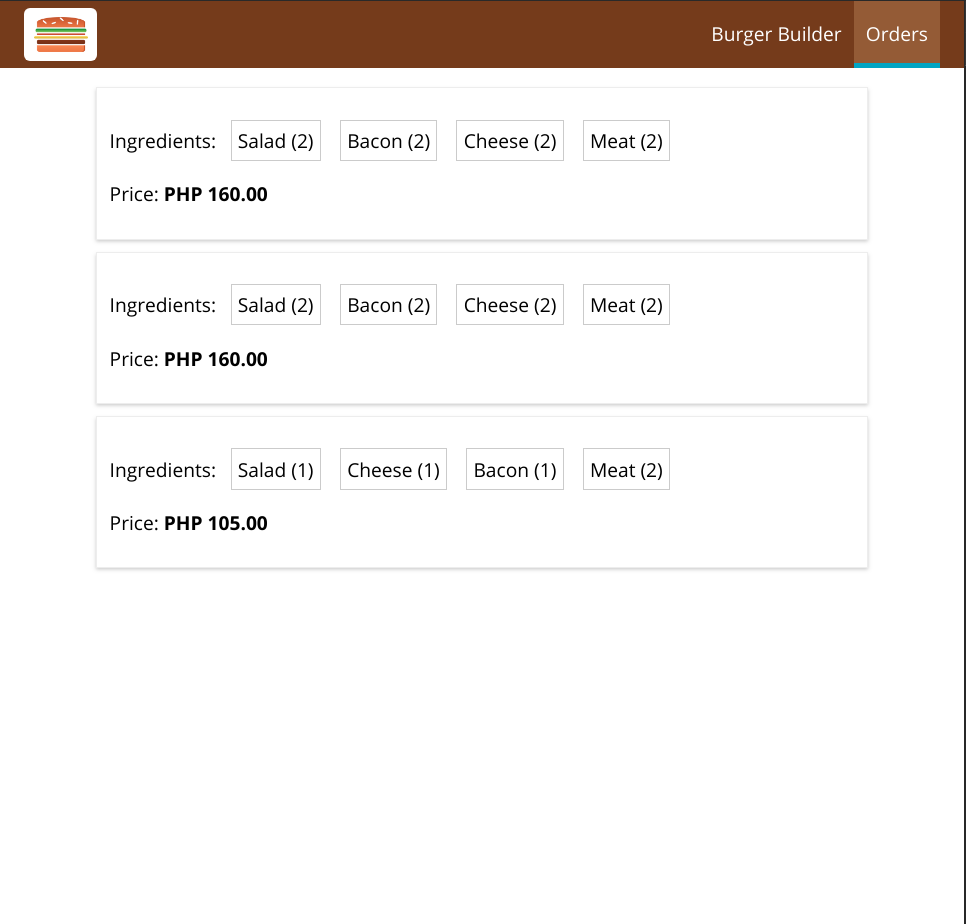 Burger Builder Orders
Ingredients: Salad (2) Bacon (2) Cheese (2) Meat (2)
Price: PHP 160.00
Ingredients: Salad (2) Bacon (2) Cheese (2) Meat (2)
Price: PHP 160.00
Ingredients: Salad (1) Cheese (1) Bacon (1) Meat (2)
Price: PHP 105.00